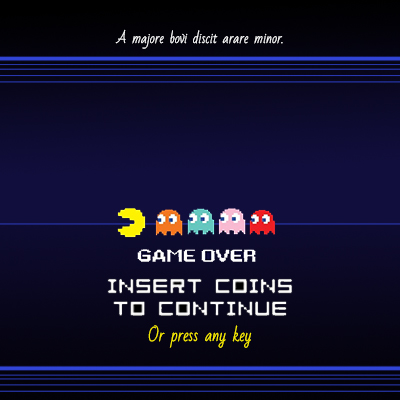 A majore bovi discit arare minor.
GAME OVER
INSERT COINS
TO CONTINUE
Or press any key